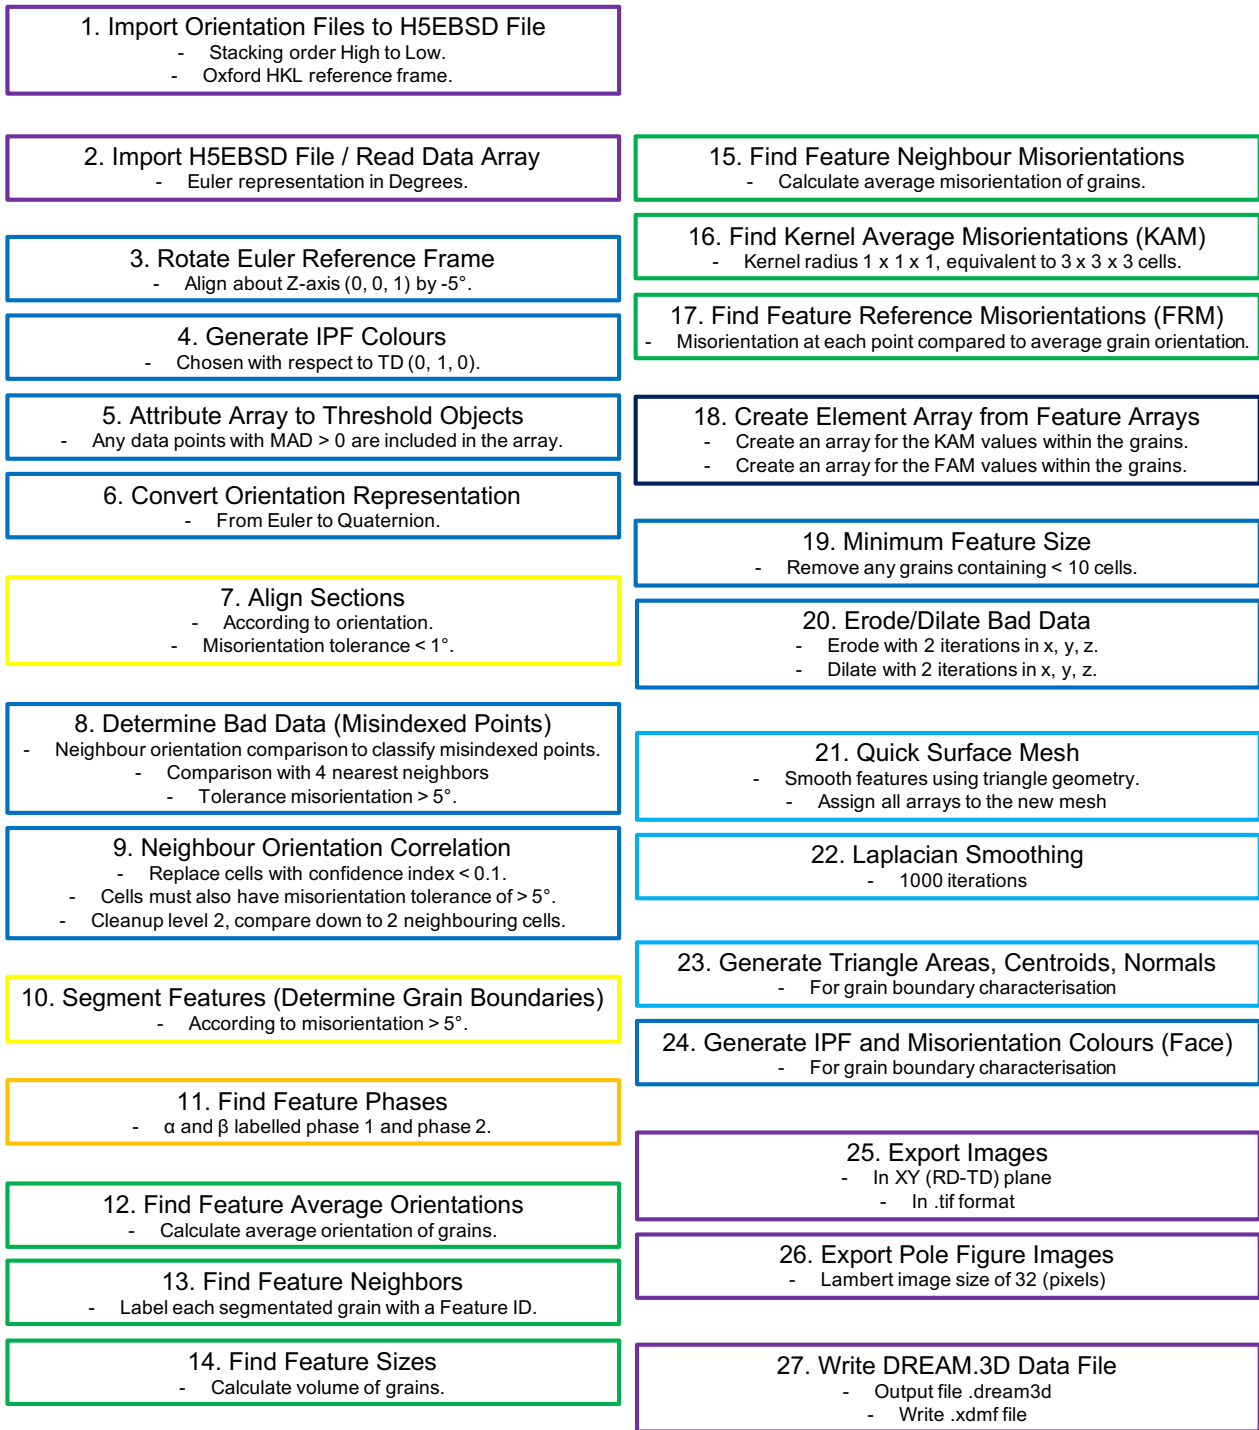 1. Import Orientation Files to H5EBSD File
- Stacking order High to Low.
- Oxford HKL reference frame.
2. Import H5EBSD File / Read Data Array
- Euler representation in Degrees.
3. Rotate Euler Reference Frame
- Align about Z-axis (0, 0, 1) by -5°.
4. Generate IPF Colours
- Chosen with respect to TD (0, 1, 0).
5. Attribute Array to Threshold Objects
- Any data points with MAD > 0 are included in the array.
6. Convert Orientation Representation
- From Euler to Quaternion.
7. Align Sections
- According to orientation.
- Misorientation tolerance < 1°.
8. Determine Bad Data (Misindexed Points)
- Neighbour orientation comparison to classify misindexed points.
- Comparison with 4 nearest neighbors
- Tolerance misorientation > 5°.
9. Neighbour Orientation Correlation
- Replace cells with confidence index < 0.1.
- Cells must also have misorientation tolerance of > 5°.
- Cleanup level 2, compare down to 2 neighbouring cells.
10. Segment Features (Determine Grain Boundaries)
- According to misorientation > 5°.
11. Find Feature Phases
- α and β labelled phase 1 and phase 2.
12. Find Feature Average Orientations
- Calculate average orientation of grains.
13. Find Feature Neighbors
- Label each segmentated grain with a Feature ID.
14. Find Feature Sizes
- Calculate volume of grains.
15. Find Feature Neighbour Misorientations
- Calculate average misorientation of grains.
16. Find Kernel Average Misorientations (KAM)
- Kernel radius 1 x 1 x 1, equivalent to 3 x 3 x 3 cells.
17. Find Feature Reference Misorientations (FRM)
- Misorientation at each point compared to average grain orientation.
18. Create Element Array from Feature Arrays
- Create an array for the KAM values within the grains.
- Create an array for the FAM values within the grains.
19. Minimum Feature Size
- Remove any grains containing < 10 cells.
20. Erode/Dilate Bad Data
- Erode with 2 iterations in x, y, z.
- Dilate with 2 iterations in x, y, z.
21. Quick Surface Mesh
- Smooth features using triangle geometry.
- Assign all arrays to the new mesh
22. Laplacian Smoothing
- 1000 iterations
23. Generate Triangle Areas, Centroids, Normals
- For grain boundary characterisation
24. Generate IPF and Misorientation Colours (Face)
- For grain boundary characterisation
25. Export Images
- In XY (RD-TD) plane
- In .tif format
26. Export Pole Figure Images
- Lambert image size of 32 (pixels)
27. Write DREAM.3D Data File
- Output file .dream3d
- Write .xdmf file